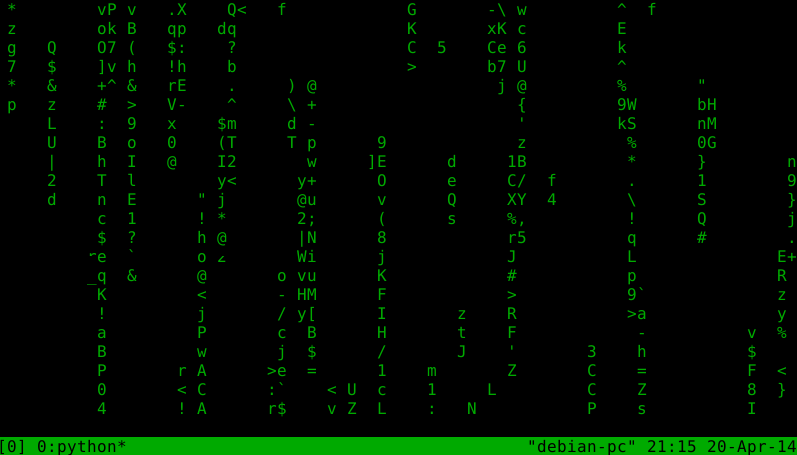 * vP v .X Q< f G -\ w ^ f
z ok B qp dq K xK c E
g Q O7 ( $: ? C 5 Ce 6 k
7 $ ]v h !h b > b7 U ^
* & +^ & rE . ) @ j @ % "
p z # > V- ^ \ + { 9W bH
L : 9 x $m d - ' kS nM
U B o 0 (T T p 9 z % 0G
| h I @ I2 w ]E d 1B * } n
2 T l y< y+ O e C/ f . 1 9
d n E " j @u v Q XY 4 \ S }
c 1 ! * 2; ( s %, ! Q j
$ ? h @ |N 8 r5 q # .
e ` o Wi j J L E+
_q & @ o vu K # p R
K < - HM F > 9` z
! j / y[ I z R >a y
a P c B H t F - v %
B w j $ / J ' 3 h $
P r A >e = 1 m Z C = F <
0 < C :` < U c 1 L C Z 8 }
4 ! A r$ v Z L : N P s I
[0] 0:python* "debian-pc" 21:15 20-Apr-14